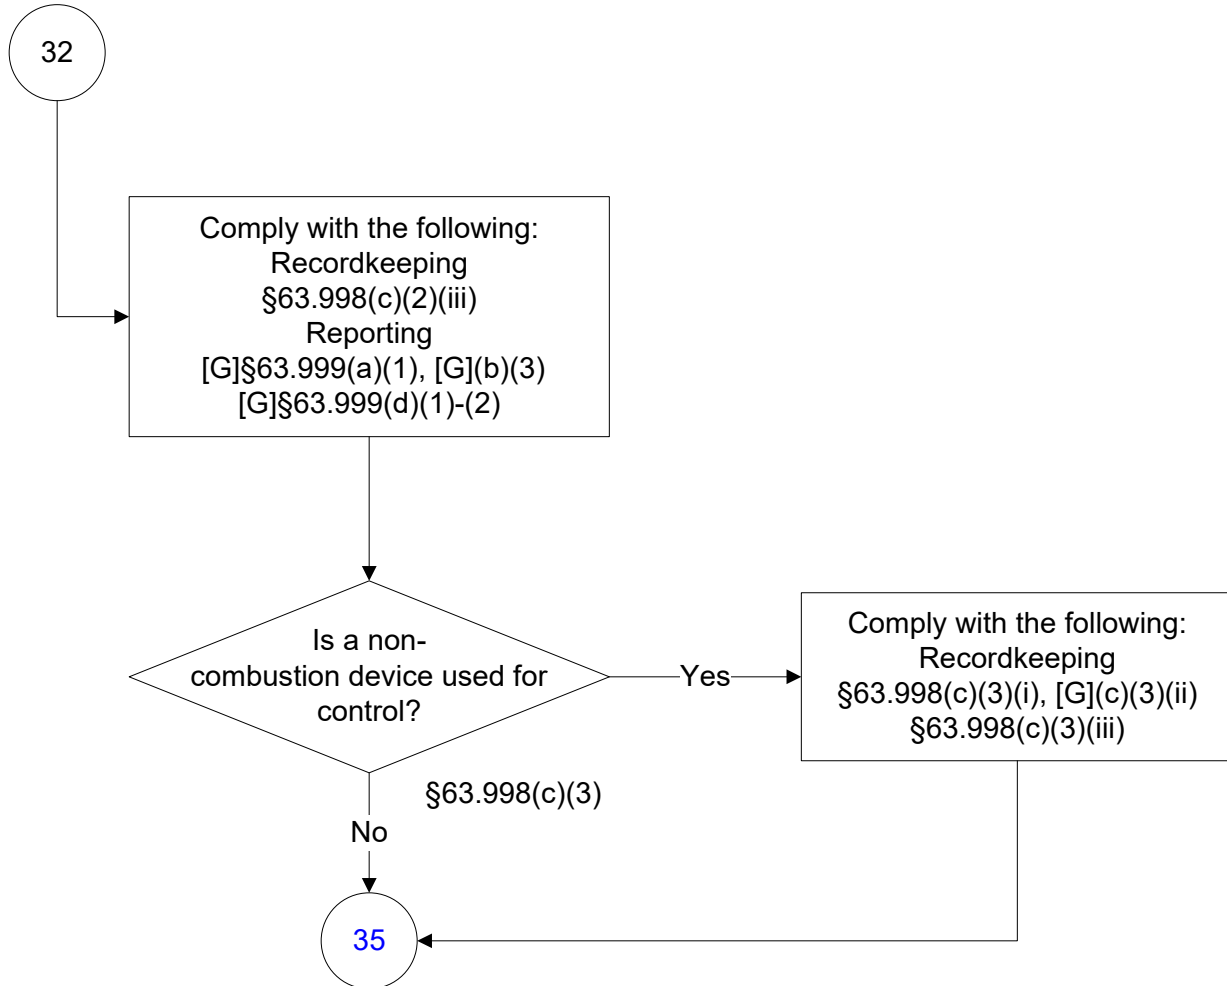 32
Comply with the following:
Recordkeeping
§63.998(c)(2)(iii)
Reporting
[G]§63.999(a)(1), [G](b)(3)
[G]§63.999(d)(1)-(2)
Is a non-
combustion device used for
control?
Yes
Comply with the following:
Recordkeeping
§63.998(c)(3)(i), [G](c)(3)(ii)
§63.998(c)(3)(iii)
§63.998(c)(3)
No
35